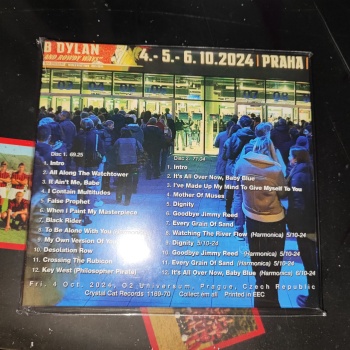 B DYLAN
AND ROWDY WAYS
4.-5.-6.10.2024 | PRAHA |
Disc 1: 69:25
1. Intro
2. All Along The Watchtower
3. It Ain't Me, Babe
4. I Contain Multitudes
5. False Prophet
6. When I Paint My Masterpiece
7. Black Rider
8. To Be Alone With You
9. My Own Version Of You
10. Desolation Row
11. Crossing The Rubicon
12. Key West (Philosopher Pirate)
Disc 2: 71:04
1. Intro
2. It's All Over Now, Baby Blue
3. I've Made Up My Mind To Give Myself To You
4. Mother Of Muses
5. Dignity
6. Goodbye Jimmy Reed
7. Every Grain Of Sand
8. Watching The River Flow (Harmonica) 5/10-24
9. Dignity 5/10-24
10. Goodbye Jimmy Reed (Harmonica) 5/10-24
11. Every Grain Of Sand (Harmonica) 5/10-24
12. It's All Over Now, Baby Blue (Harmonica) 6/10-24
Fri, 4 Oct. 2024, O2 Universum, Prague, Czech Republic
Crystal Cat Records 1169-70 Collect em all Printed in EEC